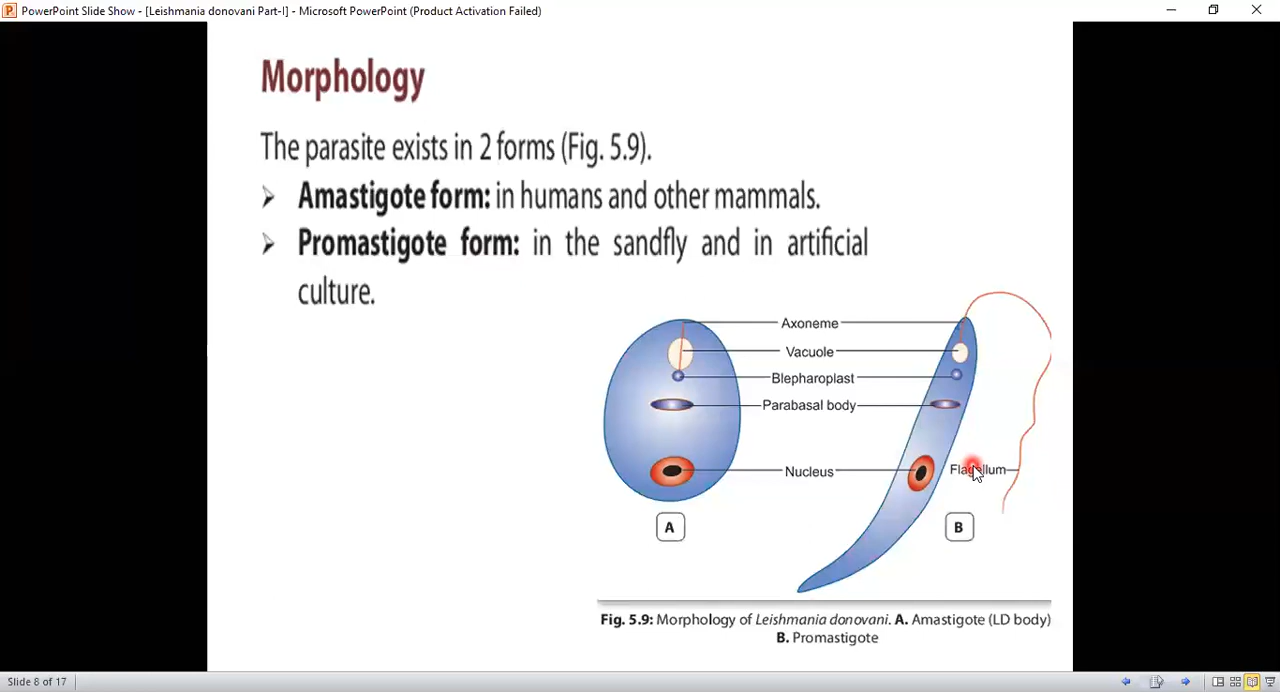 PowerPoint Slide Show - [Leishmania donovani Part-I] - Microsoft PowerPoint (Product Activation Failed)
Morphology
The parasite exists in 2 forms (Fig. 5.9).
Amastigote form: in humans and other mammals.
Promastigote form: in the sandfly and in artificial
culture.
Axoneme
Vacuole
Blepharoplast
Parabasal body
Nucleus
Flagellum
A
B
Fig. 5.9: Morphology of Leishmania donovani. A. Amastigote (LD body)
B. Promastigote
Slide 8 of 17